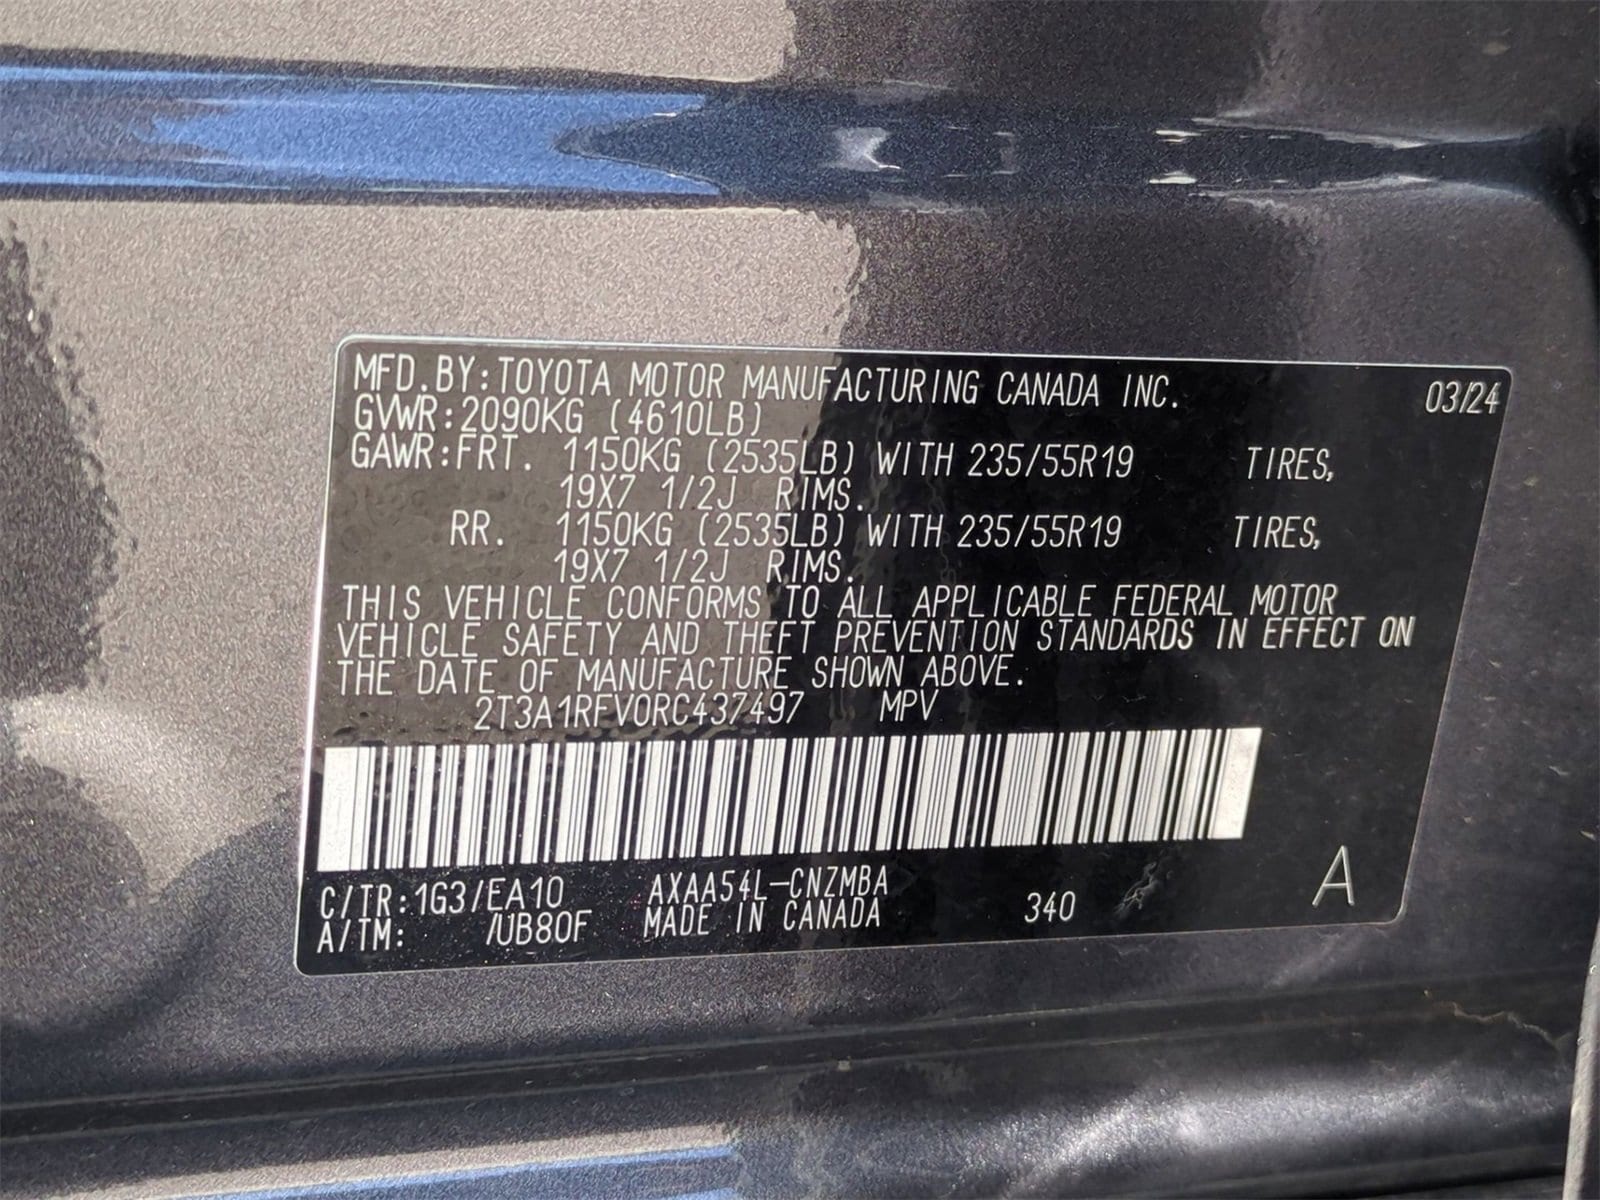 MFD.BY:TOYOTA MOTOR MANUFACTURING CANADA INC. 03/24
GVWR:2090KG (4610LB)
GAWR:FRT. 1150KG (2535LB) WITH 235/55R19 TIRES,
19X7 1/2J RIMS.
RR. 1150KG (2535LB) WITH 235/55R19 TIRES,
19X7 1/2J RIMS.
THIS VEHICLE CONFORMS TO ALL APPLICABLE FEDERAL MOTOR
VEHICLE SAFETY AND THEFT PREVENTION STANDARDS IN EFFECT ON
THE DATE OF MANUFACTURE SHOWN ABOVE.
2T3A1RFV0RC437497 MPV
C/TR:1G3/EA10 AXAA54L-CNZMBA
A/TM: /UB80F MADE IN CANADA 340 A